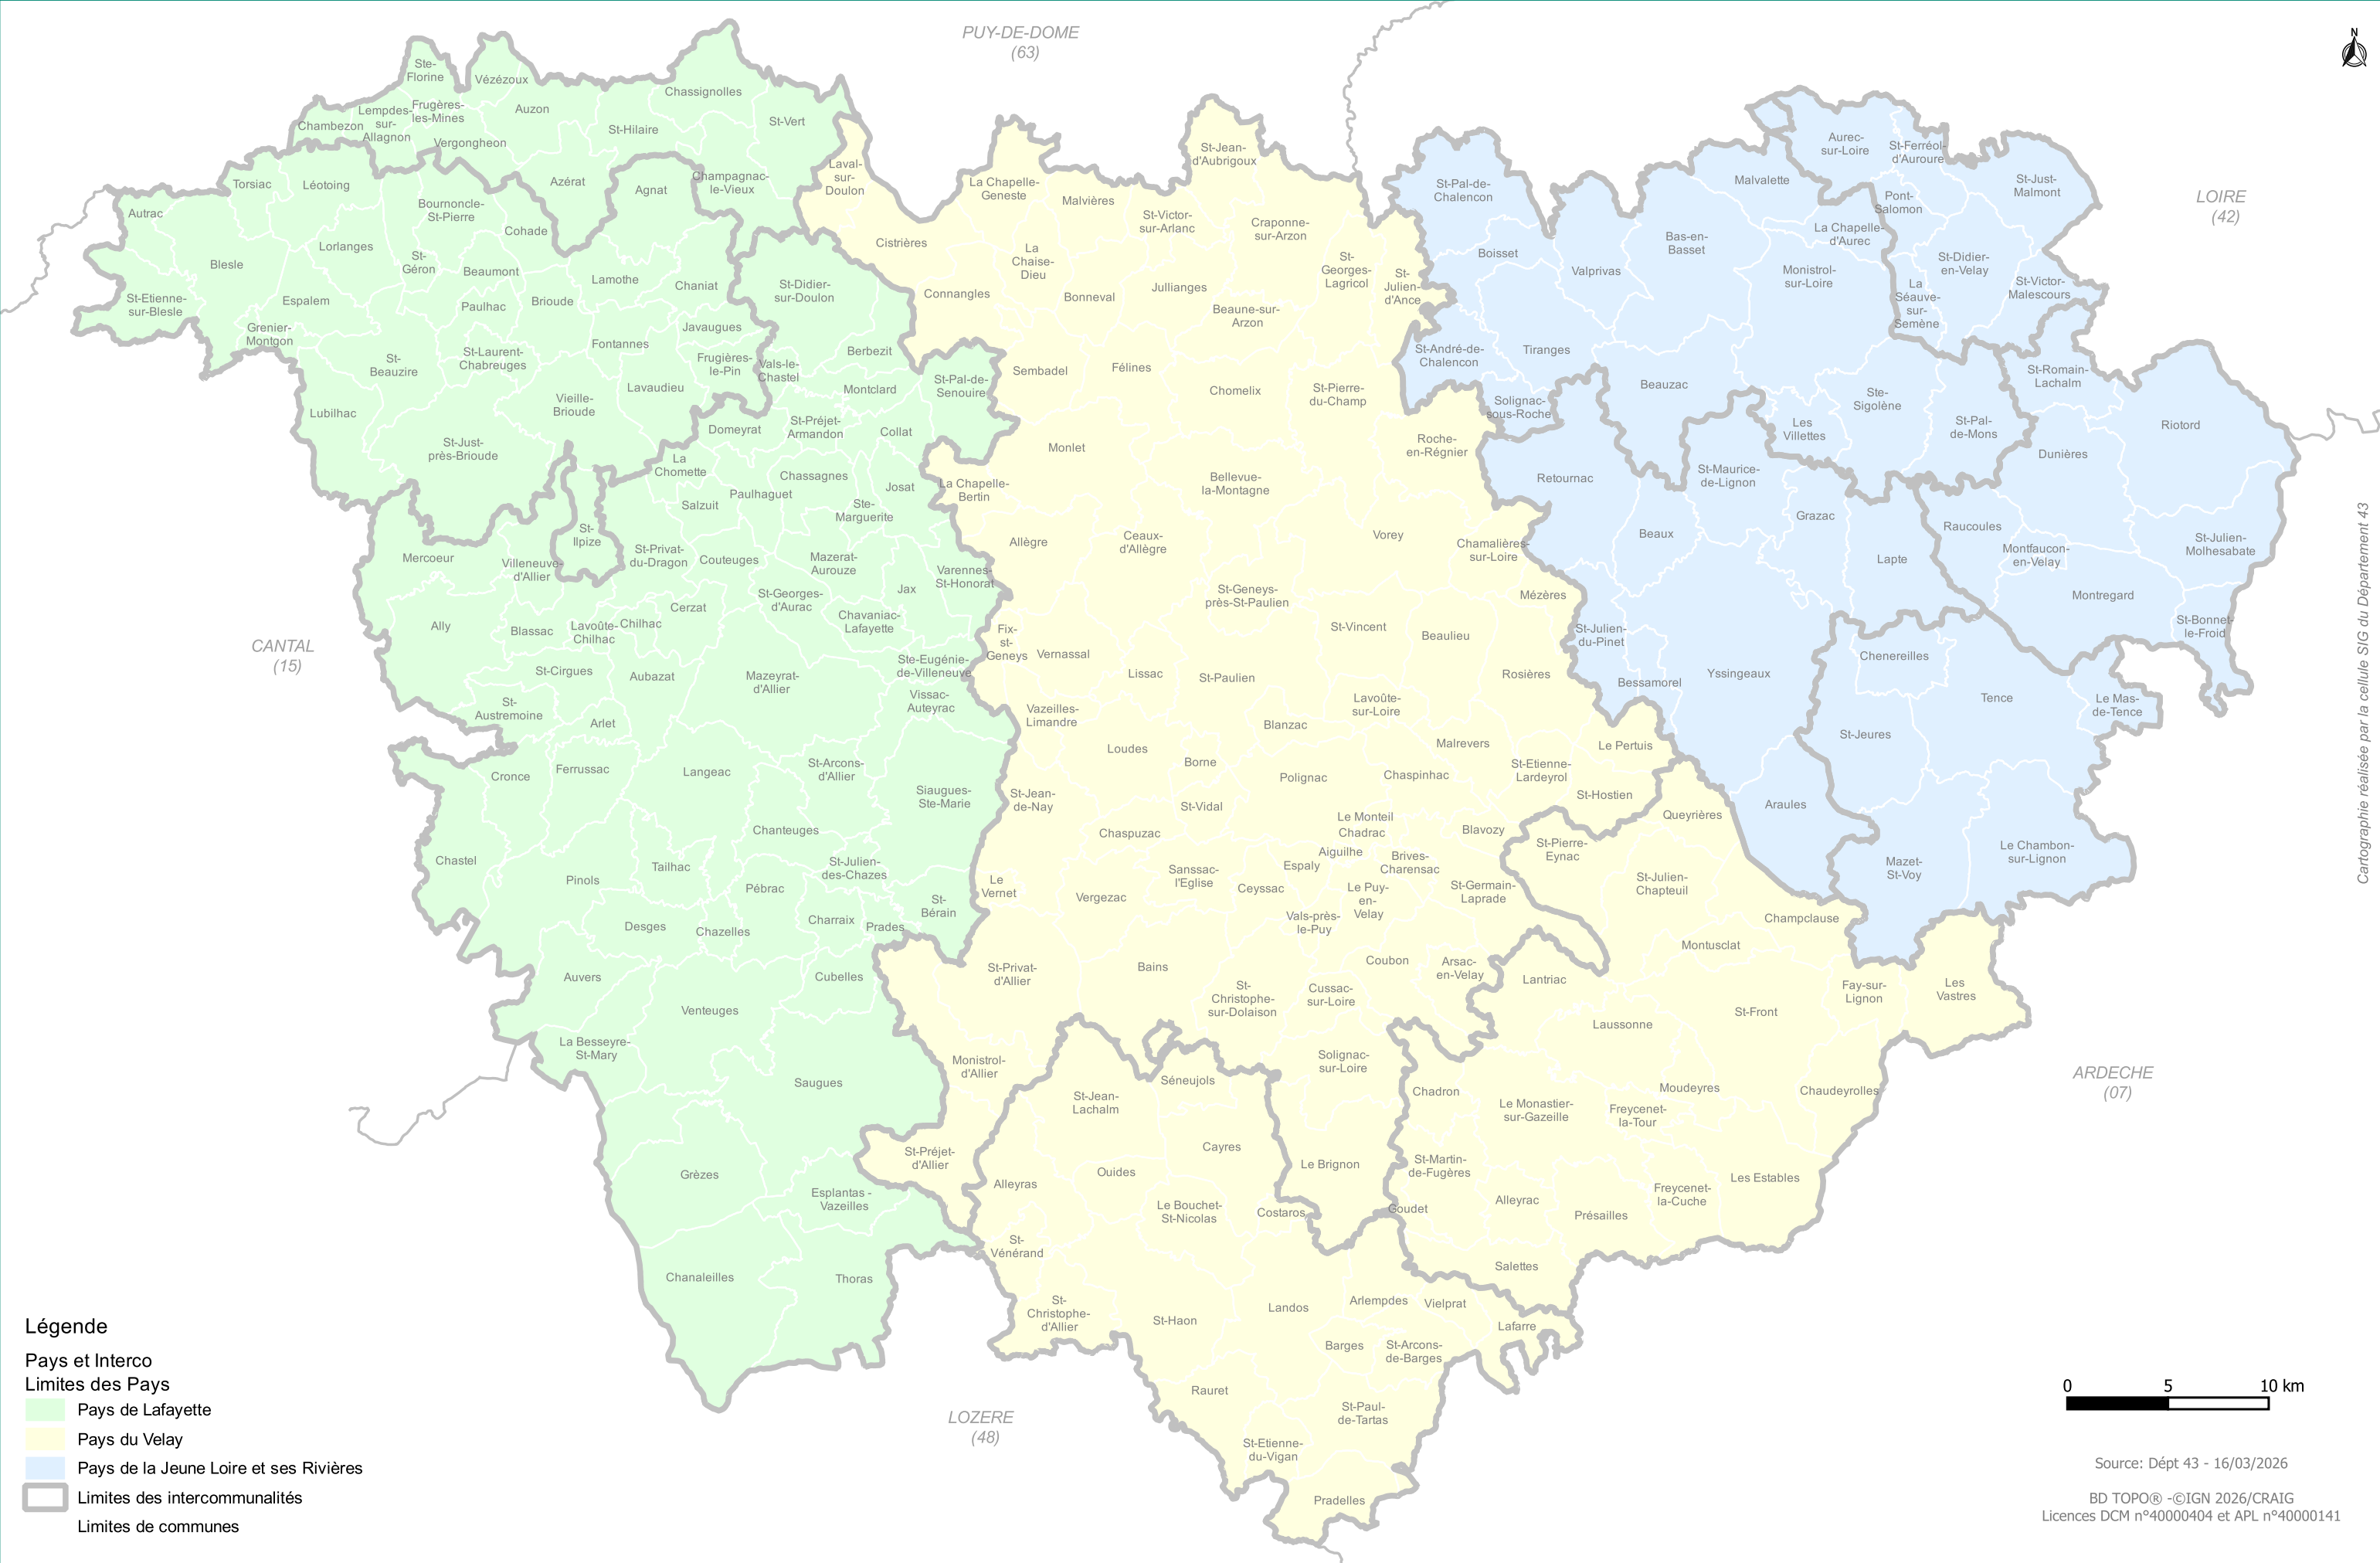 PUY-DE-DOME
(63)
N
LOIRE
(42)
CANTAL
(15)
ARDECHE
(07)
LOZERE
(48)
Ste-
Florine
Vézézoux
Chassignolles
Auzon
Frugères-
les-Mines
Lempdes-
sur-
Allagnon
Chambezon
Vergongheon
St-Hilaire
St-Vert
Torsiac
Léotoing
Azérat
Agnat
Champagnac-
le-Vieux
Autrac
Bournoncle-
St-Pierre
Cohade
Lorlanges
Blesle
St-
Géron
Beaumont
Lamothe
Chaniat
St-Didier-
sur-Doulon
St-Etienne-
sur-Blesle
Espalem
Paulhac
Brioude
Grenier-
Montgon
Javaugues
Fontannes
St-
Beauzire
St-Laurent-
Chabreuges
Frugières-
le-Pin
Vals-le-
Chastel
Berbezit
Lavaudieu
Montclard
St-Pal-de-
Senouire
Lubilhac
Vieille-
Brioude
Domeyrat
St-Préjet-
Armandon
Collat
St-Just-
près-Brioude
La
Chomette
Chassagnes
Josat
Salzuit
Paulhaguet
Ste-
Marguerite
St-
Ilpize
Mercoeur
Villeneuve-
d'Allier
St-Privat-
du-Dragon
Couteuges
Mazerat-
Aurouze
Varennes-
St-Honorat
Jax
St-Georges-
d'Aurac
Cerzat
Chavaniac-
Lafayette
Ally
Blassac
Lavoûte-
Chilhac
Chilhac
St-Cirgues
Aubazat
Mazeyrat-
d'Allier
Ste-Eugénie-
de-Villeneuve
Vissac-
Auteyrac
St-
Austremoine
Arlet
Cronce
Ferrussac
Langeac
St-Arcons-
d'Allier
Siaugues-
Ste-Marie
Chanteuges
Chastel
Pinols
Tailhac
Pébrac
St-Julien-
des-Chazes
St-
Bérain
Desges
Chazelles
Charraix
Prades
Auvers
Cubelles
Venteuges
La Besseyre-
St-Mary
Saugues
Grèzes
Esplantas -
Vazeilles
Chanaleilles
Thoras
Laval-
sur-
Doulon
La Chapelle-
Geneste
Malvières
St-Jean-
d'Aubrigoux
St-Victor-
sur-Arlanc
Craponne-
sur-Arzon
Cistrières
La
Chaise-
Dieu
St-
Georges-
Lagricol
St-
Julien-
d'Ance
Connangles
Bonneval
Jullianges
Beaune-sur-
Arzon
Sembadel
Félines
Chomelix
St-Pierre-
du-Champ
Monlet
Roche-
en-Régnier
La Chapelle-
Bertin
Bellevue-
la-Montagne
Allègre
Ceaux-
d'Allègre
Vorey
Chamalières-
sur-Loire
Mézères
St-Geneys-
près-St-Paulien
Fix-
st-
Geneys
Vernassal
St-Vincent
Beaulieu
Lissac
St-Paulien
Rosières
Vazeilles-
Limandre
Lavoûte-
sur-Loire
Blanzac
Loudes
Malrevers
Le Pertuis
Borne
Polignac
Chaspinhac
St-Etienne-
Lardeyrol
St-Jean-
de-Nay
St-Vidal
St-Hostien
Le Monteil
Chadrac
Queyrières
Chaspuzac
Blavozy
St-Pierre-
Eynac
Aiguilhe
Espaly
Brives-
Charensac
Le
Vernet
Sanssac-
l'Eglise
Ceyssac
Le Puy-
en-
Velay
St-Germain-
Laprade
St-Julien-
Chapteuil
Vergezac
Vals-près-
le-Puy
Champclause
Montusclat
St-Privat-
d'Allier
Bains
Coubon
Arsac-
en-Velay
Lantriac
St-
Christophe-
sur-Dolaison
Cussac-
sur-Loire
Fay-sur-
Lignon
Les
Vastres
Laussonne
St-Front
Monistrol-
d'Allier
Solignac-
sur-Loire
Séneujols
St-Jean-
Lachalm
Chadron
Le Monastier-
sur-Gazeille
Moudeyres
Chaudeyrolles
Freycenet-
la-Tour
Cayres
St-Préjet-
d'Allier
Le Brignon
St-Martin-
de-Fugères
Ouides
Alleyras
Les Estables
Freycenet-
la-Cuche
Alleyrac
Le Bouchet-
St-Nicolas
Costaros
Goudet
Présailles
St-
Vénérand
Salettes
St-
Christophe-
d'Allier
St-Haon
Landos
Arlempdes
Vielprat
Lafarre
Barges
St-Arcons-
de-Barges
Rauret
St-Paul-
de-Tartas
St-Etienne-
du-Vigan
Pradelles
St-Pal-de-
Chalencon
Malvalette
Aurec-
sur-Loire
St-Ferréol-
d'Auroure
St-Just-
Malmont
Pont-
Salomon
La Chapelle-
d'Aurec
Boisset
Valprivas
Bas-en-
Basset
Monistrol-
sur-Loire
St-Didier-
en-Velay
St-Victor-
Malescours
La
Séauve-
sur-
Semène
St-André-de-
Chalencon
Tiranges
Beauzac
St-Romain-
Lachalm
Solignac-
sous-Roche
Ste-
Sigolène
Les
Villettes
St-Pal-
de-Mons
Riotord
Dunières
Retournac
St-Maurice-
de-Lignon
Grazac
Raucoules
Beaux
Lapte
Montfaucon-
en-Velay
St-Julien-
Molhesabate
Montregard
St-Bonnet-
le-Froid
St-Julien-
du-Pinet
Bessamorel
Yssingeaux
Chenereilles
Tence
Le Mas-
de-Tence
St-Jeures
Araules
Mazet-
St-Voy
Le Chambon-
sur-Lignon
Cartographie réalisée par la cellule SIG du Département 43
Légende
Pays et Interco
Limites des Pays
Pays de Lafayette
Pays du Velay
Pays de la Jeune Loire et ses Rivières
Limites des intercommunalités
Limites de communes
0 5 10 km
Source: Dépt 43 - 16/03/2026
BD TOPO® -©IGN 2026/CRAIG
Licences DCM n°40000404 et APL n°40000141